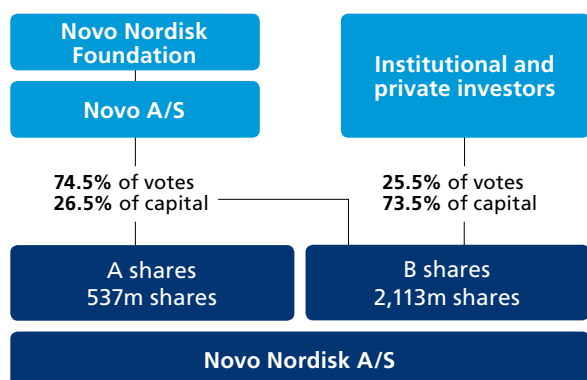 Novo Nordisk
Foundation
Novo A/S
Institutional and
private investors
74.5% of votes
26.5% of capital
25.5% of votes
73.5% of capital
A shares
537m shares
B shares
2,113m shares
Novo Nordisk A/S